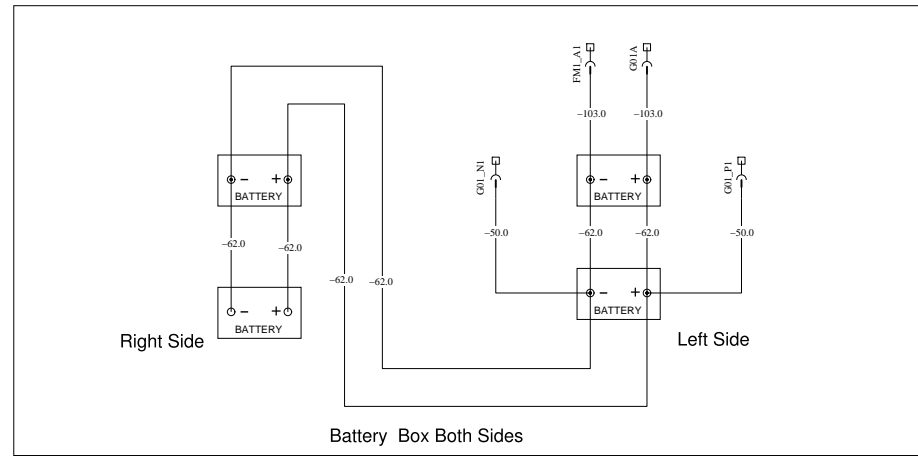 FM1_A1
G01A
–103.0
–103.0
G01_N1
G01_P1
– +
BATTERY
– +
BATTERY
–50.0
–62.0
–62.0
–50.0
–62.0
–62.0
–62.0
–62.0
– +
BATTERY
– +
BATTERY
Right Side
Left Side
Battery Box Both Sides